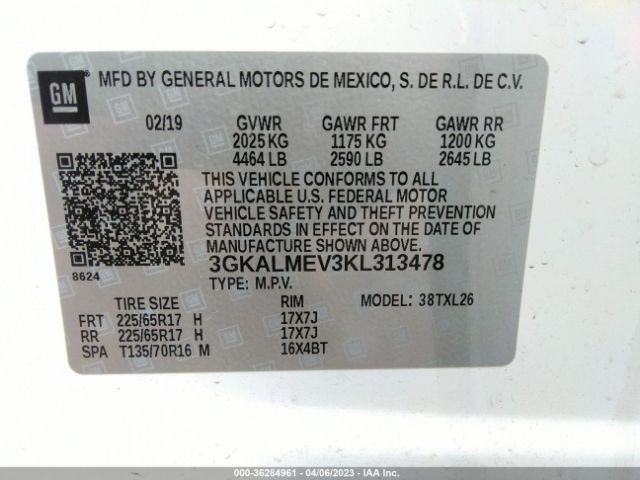 GM
MFD BY GENERAL MOTORS DE MEXICO, S. DE R.L. DE C.V.
02/19 GVWR GAWR FRT GAWR RR
2025 KG 1175 KG 1200 KG
4464 LB 2590 LB 2645 LB
THIS VEHICLE CONFORMS TO ALL
APPLICABLE U.S. FEDERAL MOTOR
VEHICLE SAFETY AND THEFT PREVENTION
STANDARDS IN EFFECT ON THE DATE OF
MANUFACTURE SHOWN ABOVE.
8624
3GKALMEV3KL313478
TYPE: M.P.V.
TIRE SIZE RIM MODEL: 38TXL26
FRT 225/65R17 H 17X7J
RR 225/65R17 H 17X7J
SPA T135/70R16 M 16X4BT
000-36284961 - 04/06/2023 - IAA Inc.